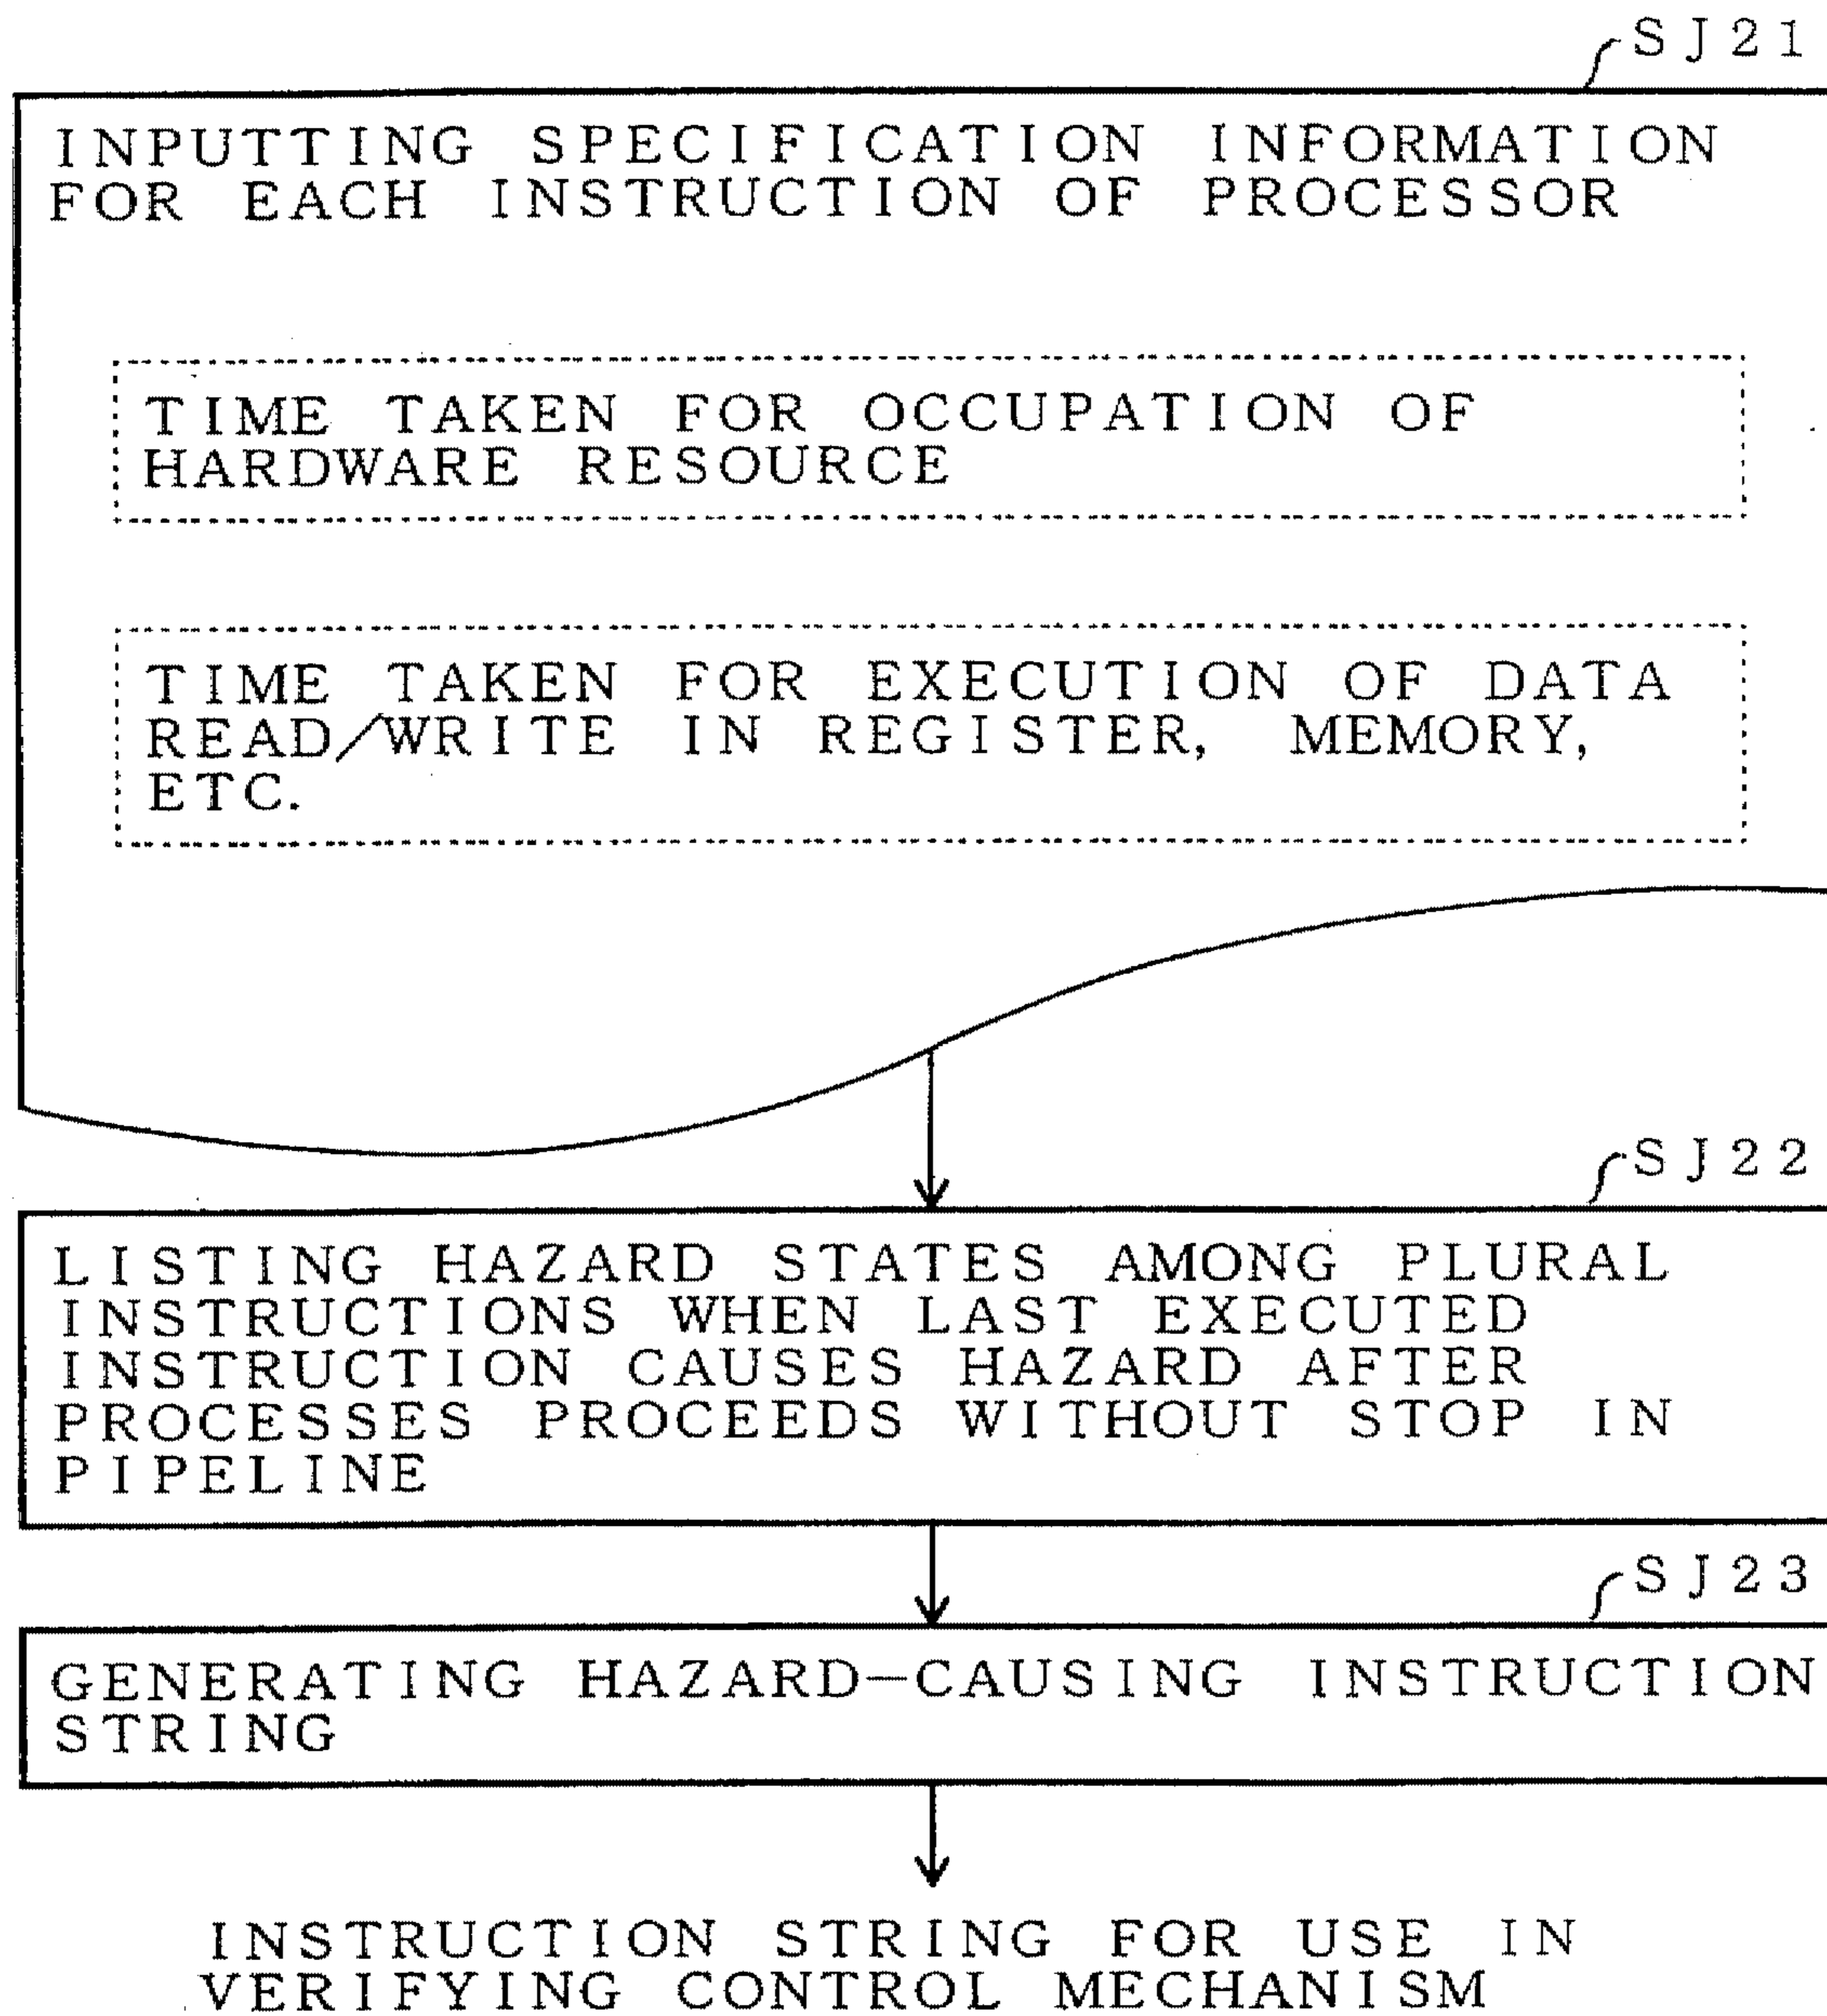 SJ21
INPUTTING SPECIFICATION INFORMATION
FOR EACH INSTRUCTION OF PROCESSOR
TIME TAKEN FOR OCCUPATION OF
HARDWARE RESOURCE
TIME TAKEN FOR EXECUTION OF DATA
READ/WRITE IN REGISTER, MEMORY,
ETC.
SJ22
LISTING HAZARD STATES AMONG PLURAL
INSTRUCTIONS WHEN LAST EXECUTED
INSTRUCTION CAUSES HAZARD AFTER
PROCESSES PROCEEDS WITHOUT STOP IN
PIPELINE
SJ23
GENERATING HAZARD-CAUSING INSTRUCTION
STRING
INSTRUCTION STRING FOR USE IN
VERIFYING CONTROL MECHANISM